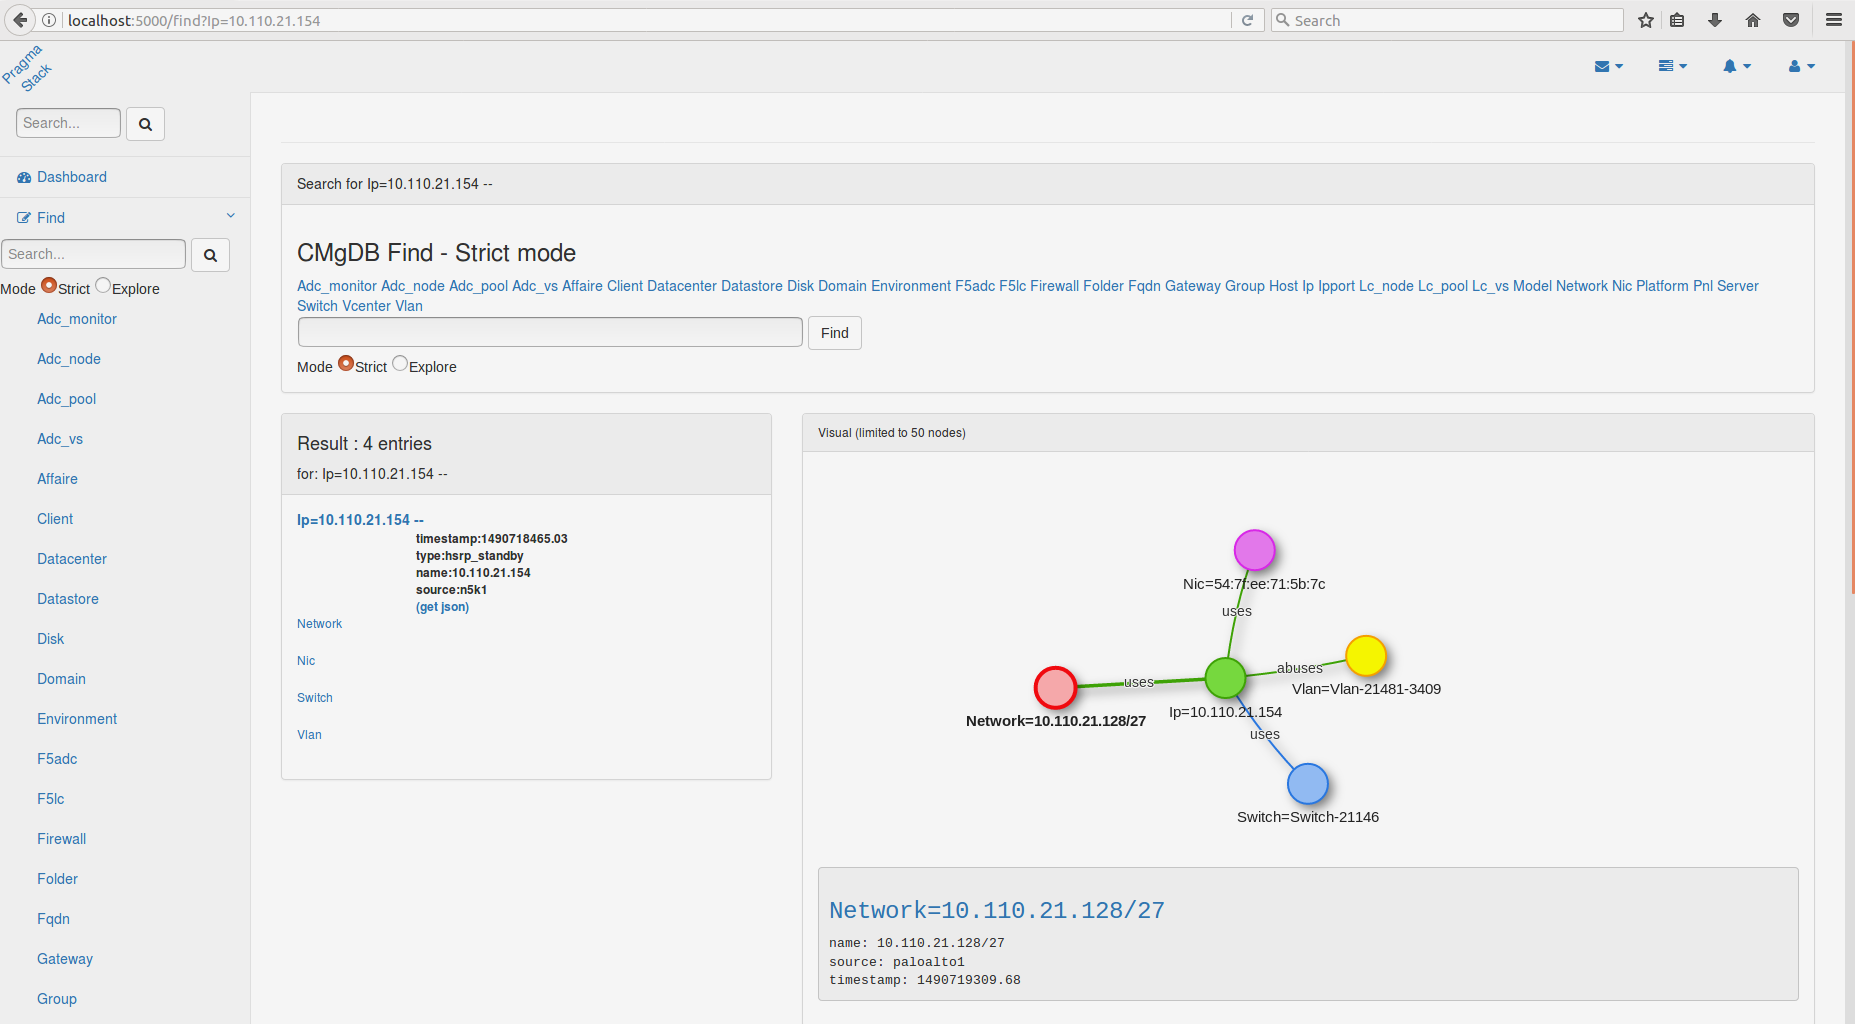 localhost:5000/find?Ip=10.110.21.154
Search
Pragma
Stack
Search...
Dashboard
Find
Search...
Mode Strict Explore
Adc_monitor
Adc_node
Adc_pool
Adc_vs
Affaire
Client
Datacenter
Datastore
Disk
Domain
Environment
F5adc
F5lc
Firewall
Folder
Fqdn
Gateway
Group
Search for Ip=10.110.21.154 --
CMgDB Find - Strict mode
Adc_monitor Adc_node Adc_pool Adc_vs Affaire Client Datacenter Datastore Disk Domain Environment F5adc F5lc Firewall Folder Fqdn Gateway Group Host Ip Ipport Lc_node Lc_pool Lc_vs Model Network Nic Platform Pnl Server
Switch Vcenter Vlan
Find
Mode Strict Explore
Result : 4 entries
for: Ip=10.110.21.154 --
Ip=10.110.21.154 --
timestamp:1490718465.03
type:hsrp_standby
name:10.110.21.154
source:n5k1
(get json)
Network
Nic
Switch
Vlan
Visual (limited to 50 nodes)
Nic=54:7f:ee:71:5b:7c
uses
abuses
Vlan=Vlan-21481-3409
uses
Network=10.110.21.128/27
Ip=10.110.21.154
uses
Switch=Switch-21146
Network=10.110.21.128/27
name: 10.110.21.128/27
source: paloalto1
timestamp: 1490719309.68